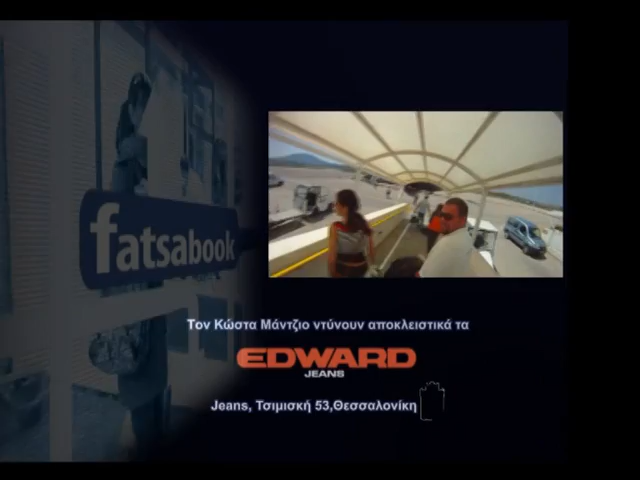 fatsabook
Τον Κώστα Μάντζιο ντύνουν αποκλειστικά τα
EDWARD
JEANS
Jeans, Τσιμισκή 53,Θεσσαλονίκη